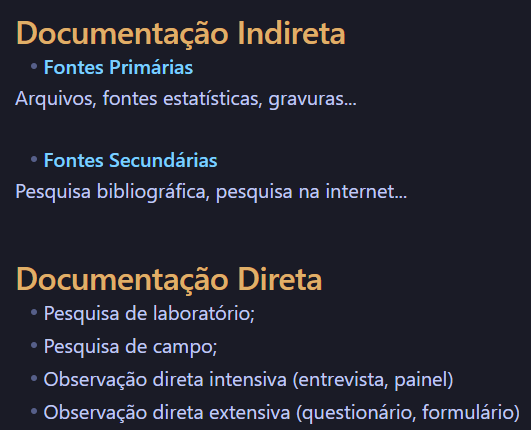 Documentação Indireta
• Fontes Primárias
Arquivos, fontes estatísticas, gravuras...
• Fontes Secundárias
Pesquisa bibliográfica, pesquisa na internet...
Documentação Direta
• Pesquisa de laboratório;
• Pesquisa de campo;
• Observação direta intensiva (entrevista, painel)
• Observação direta extensiva (questionário, formulário)